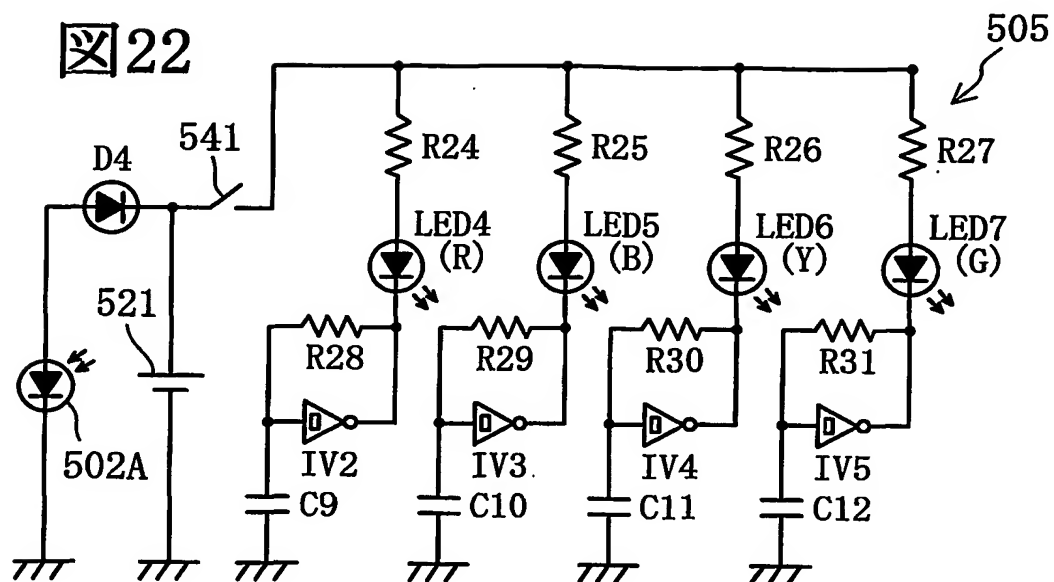 図22
505
541
D4
R24
R25
R26
R27
LED4
(R)
LED5
(B)
LED6
(Y)
LED7
(G)
521
R28
R29
R30
R31
502A
IV2
IV3
IV4
IV5
C9
C10
C11
C12